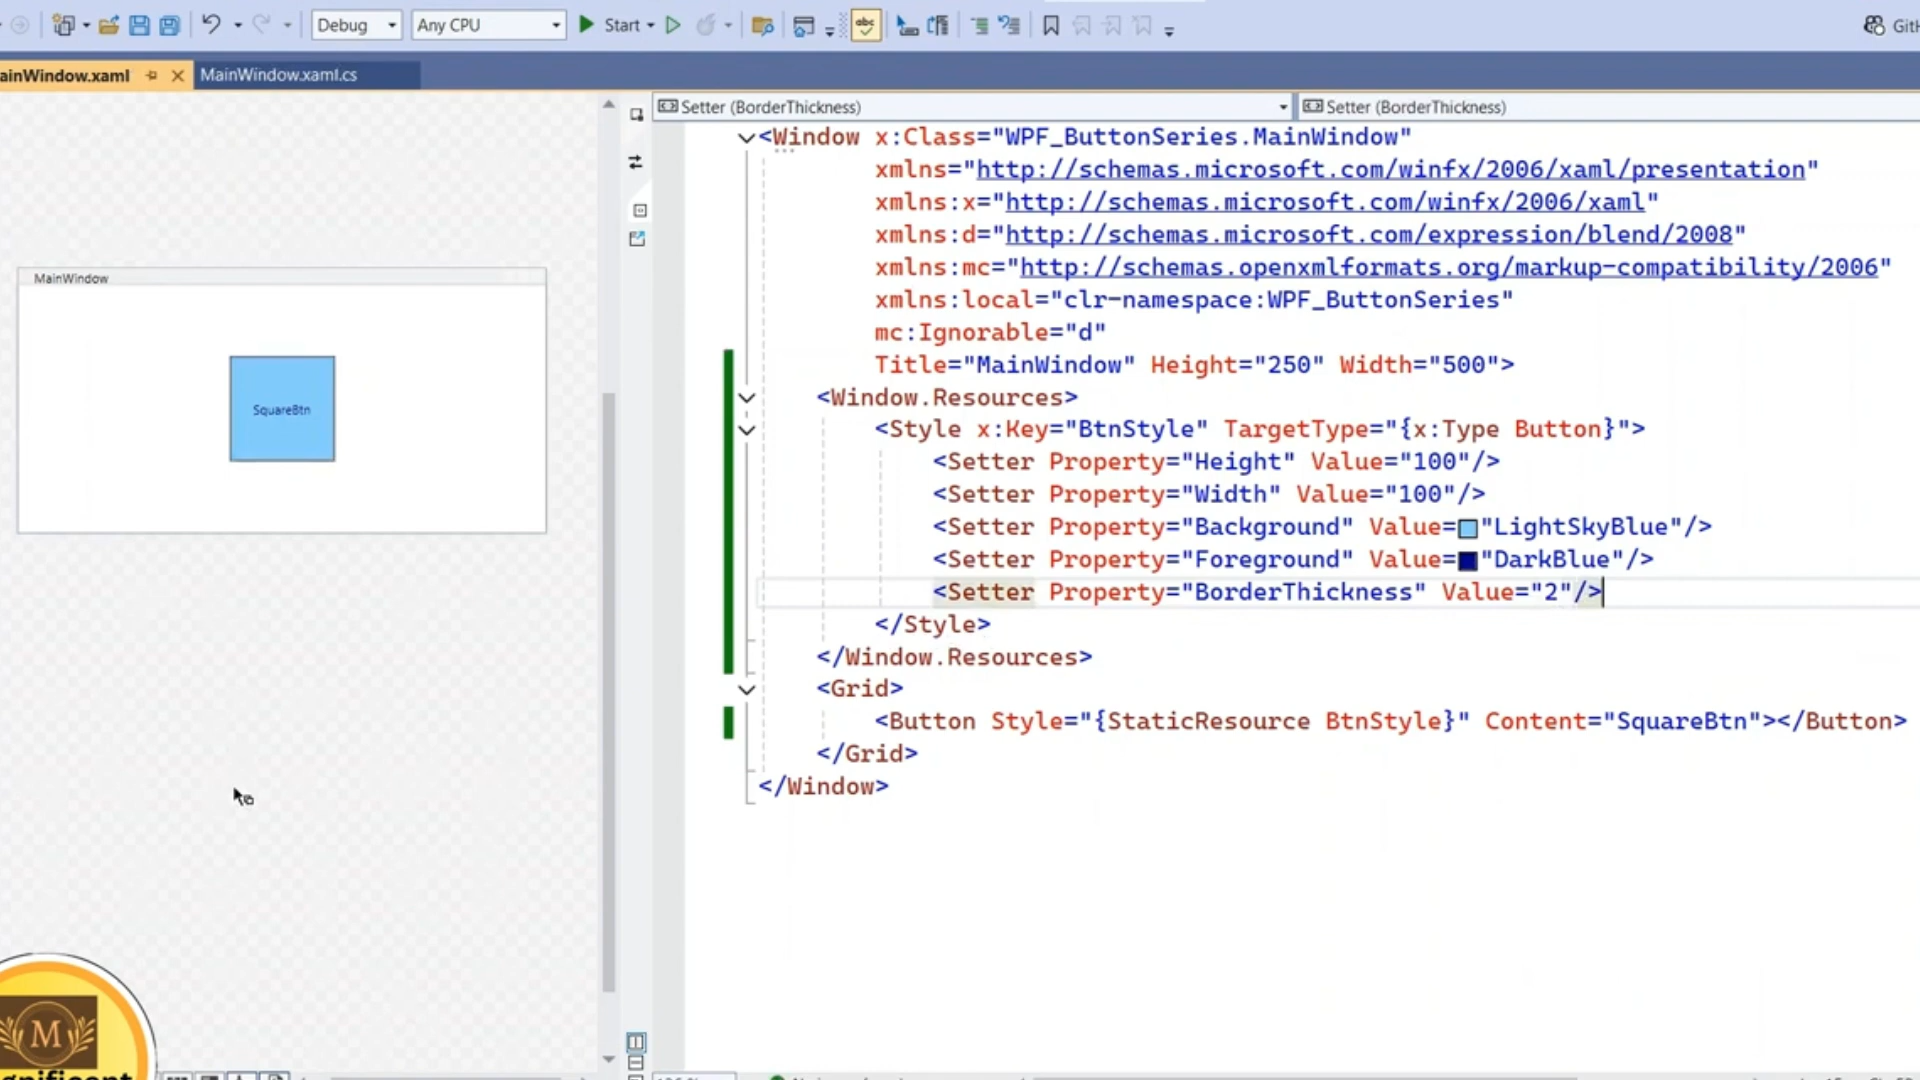 Debug
Any CPU
Start
MainWindow.xaml.cs
Setter (BorderThickness)
Setter (BorderThickness)
<Window x:Class="WPF_ButtonSeries.MainWindow"
xmlns="http://schemas.microsoft.com/winfx/2006/xaml/presentation"
xmlns:x="http://schemas.microsoft.com/winfx/2006/xaml"
xmlns:d="http://schemas.microsoft.com/expression/blend/2008"
xmlns:mc="http://schemas.openxmlformats.org/markup-compatibility/2006"
xmlns:local="clr-namespace:WPF_ButtonSeries"
mc:Ignorable="d"
Title="MainWindow" Height="250" Width="500">
<Window.Resources>
<Style x:Key="BtnStyle" TargetType="{x:Type Button}">
<Setter Property="Height" Value="100"/>
<Setter Property="Width" Value="100"/>
<Setter Property="Background" Value="LightSkyBlue"/>
<Setter Property="Foreground" Value="DarkBlue"/>
<Setter Property="BorderThickness" Value="2"/>
</Style>
</Window.Resources>
<Grid>
<Button Style="{StaticResource BtnStyle}" Content="SquareBtn"></Button>
</Grid>
</Window>
MainWindow
SquareBtn
abc
M